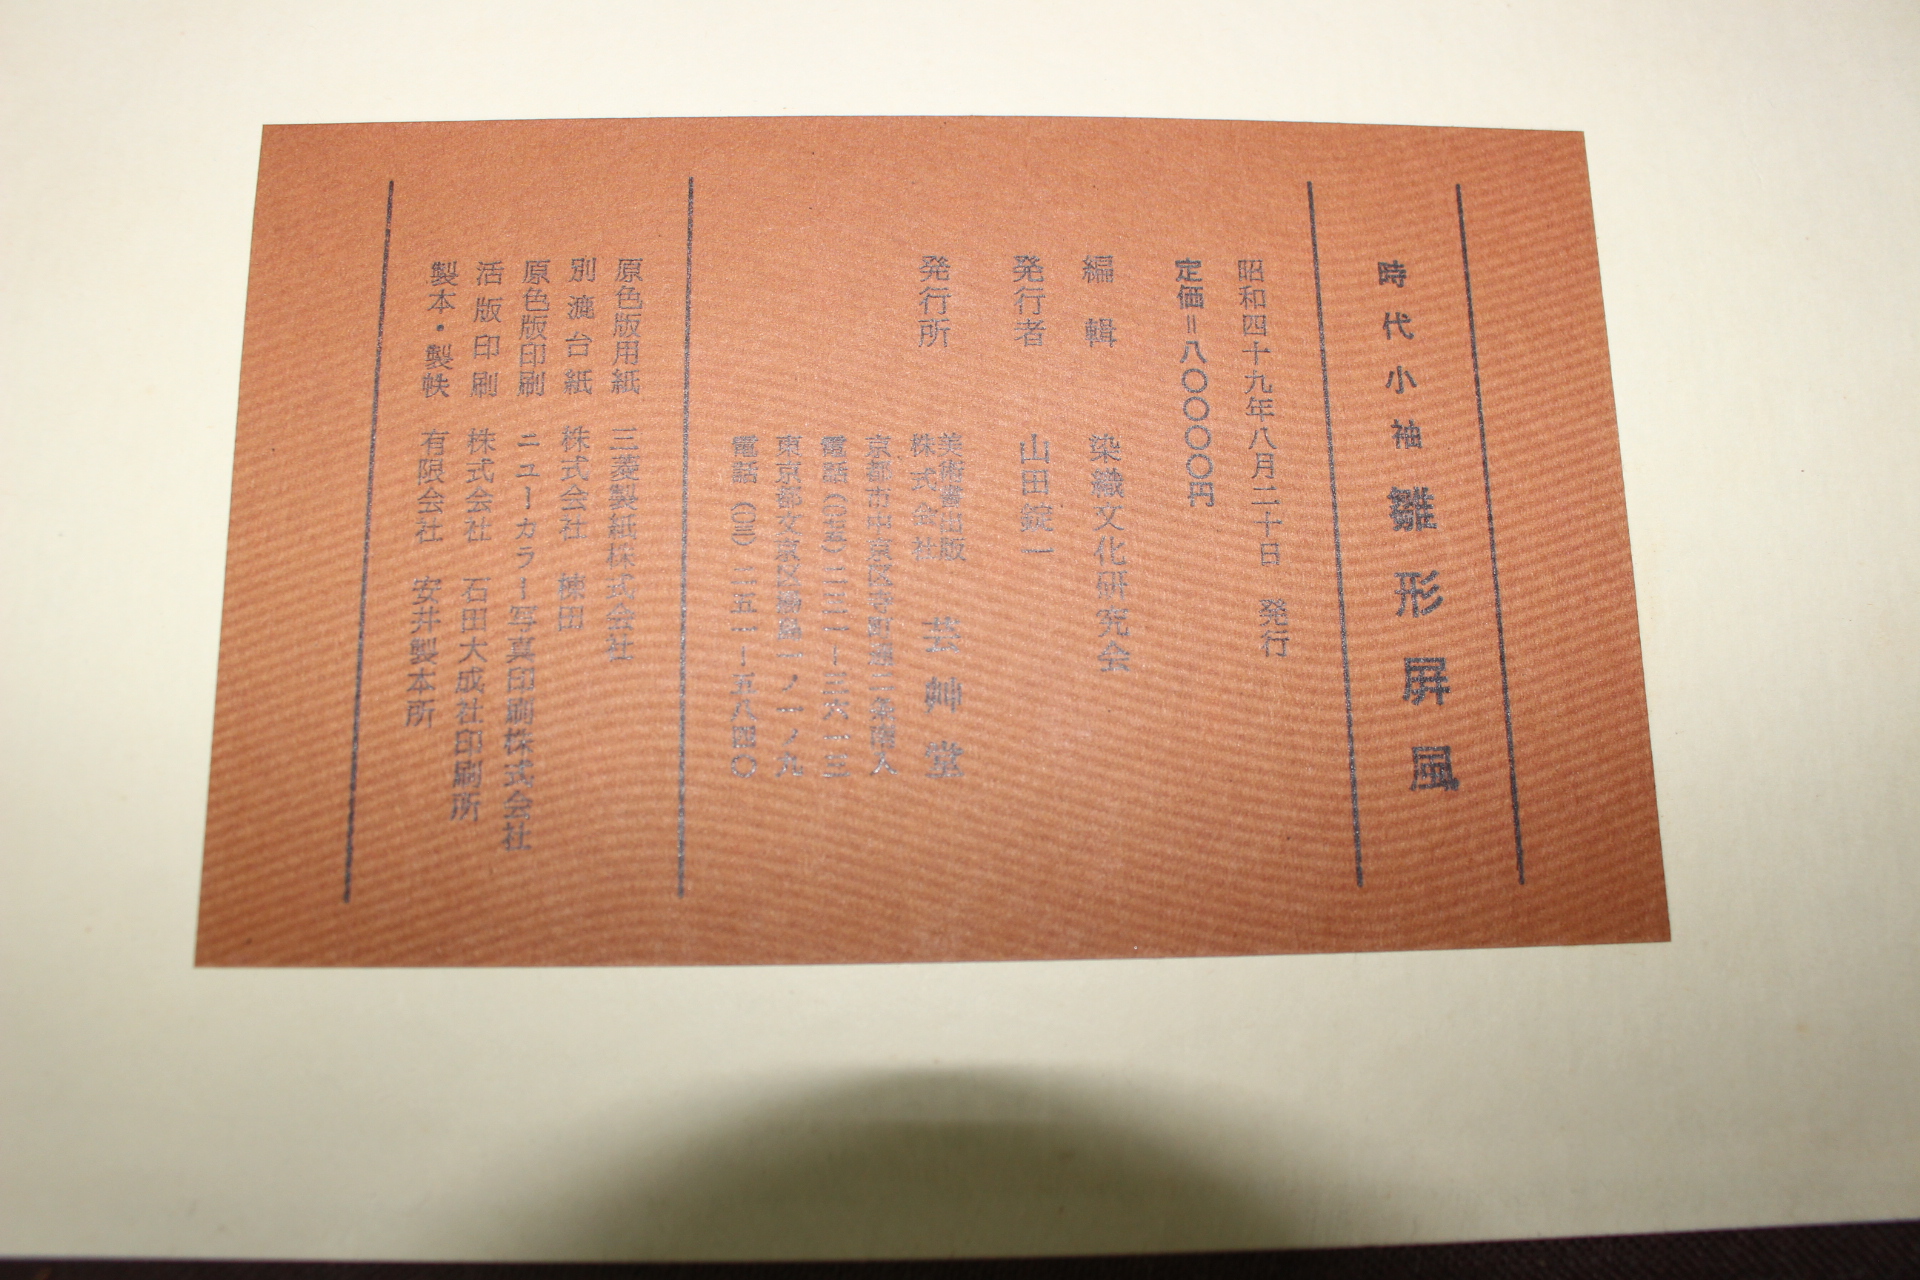 時代小袖雛形屏風
昭和四十九年八月二十日 発行
定価=八〇〇〇〇円
編輯 染織文化研究会
発行者 山田錠一
発行所 美術書出版 株式会社 芸艸堂
京都市中京区寺町通二条南入
電話(〇七五)二三一ー三六一三
東京都文京区湯島一ノ一ノ九
電話(〇三)二五一ー五八四〇
原色版用紙 三菱製紙株式会社
別漉台紙 株式会社 棟田
原色版印刷 ニューカラー写真印刷株式会社
活版印刷 株式会社 石田大成社印刷所
製本・製帙 有限会社 安井製本所